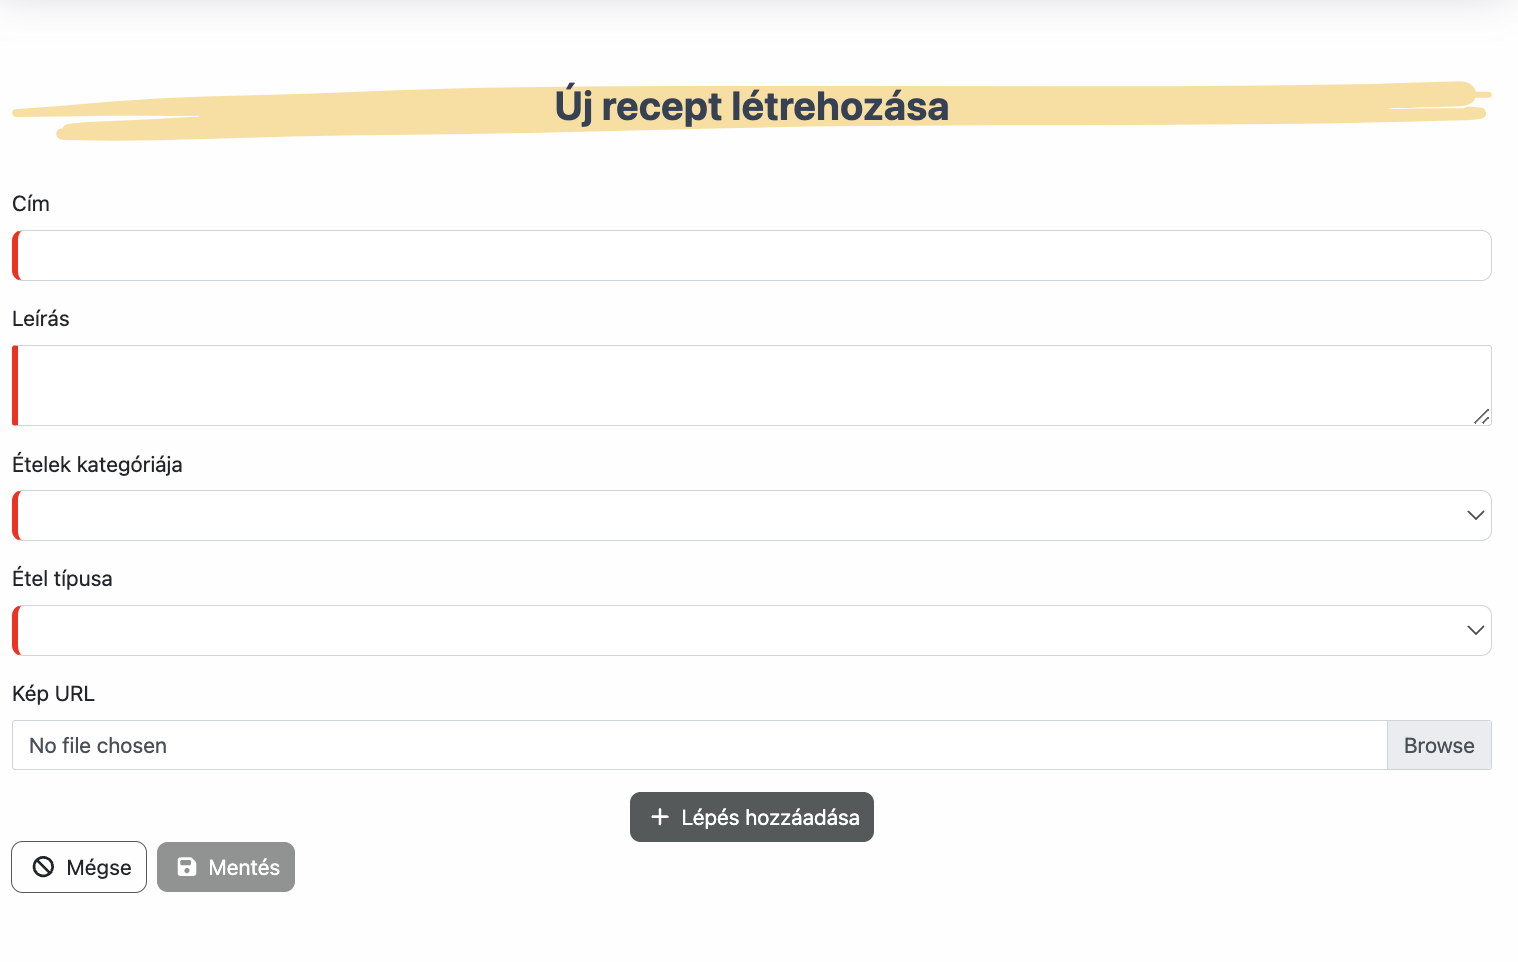 Új recept létrehozása
Cím
Leírás
Ételek kategóriája
Étel típusa
Kép URL
No file chosen
Browse
Lépés hozzáadása
Mégse
Mentés